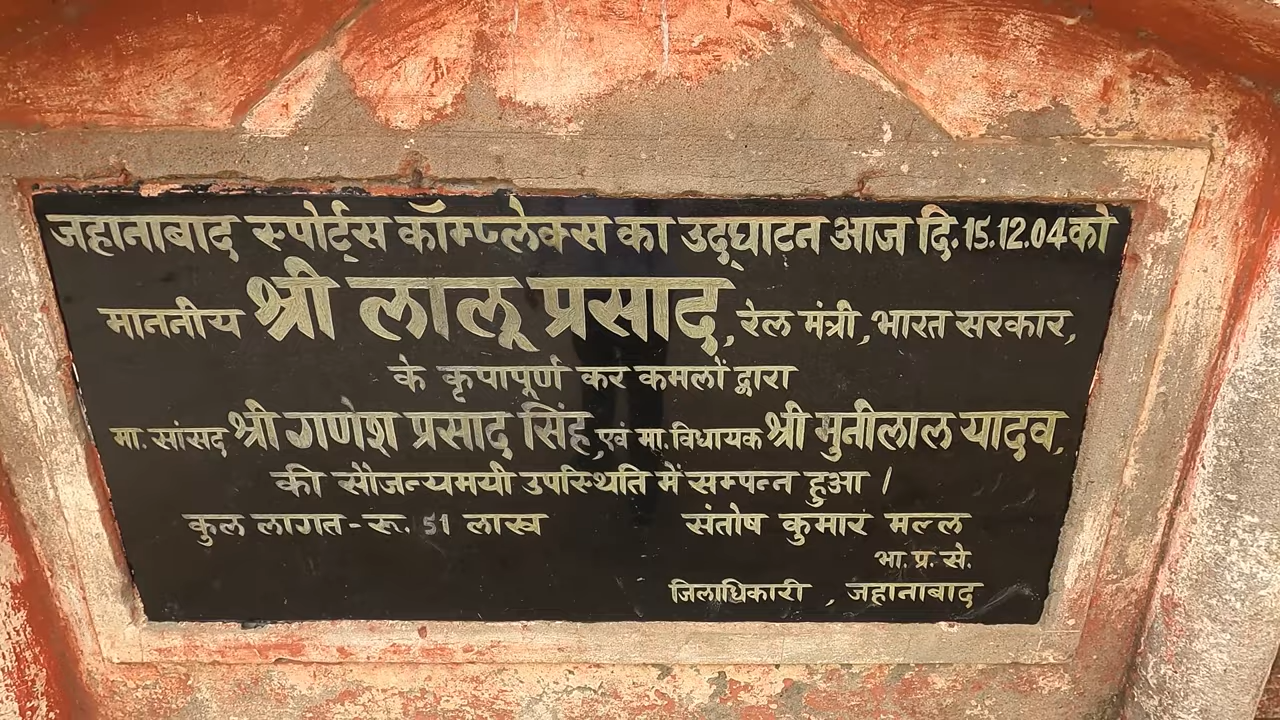 जहानाबाद स्पोर्ट्स कॉम्प्लेक्स का उद्घाटन आज दि. 15.12.04 को
माननीय श्री लालू प्रसाद, रेल मंत्री, भारत सरकार,
के कृपापूर्ण कर कमलों द्वारा
मा. सांसद श्री गणेश प्रसाद सिंह, एवं मा. विधायक श्री मुनीलाल यादव,
की सौजन्यमयी उपस्थिति में सम्पन्न हुआ ।
कुल लागत - रू. 51 लाख
संतोष कुमार मल्ल
भा. प्र. से.
जिलाधिकारी , जहानाबाद